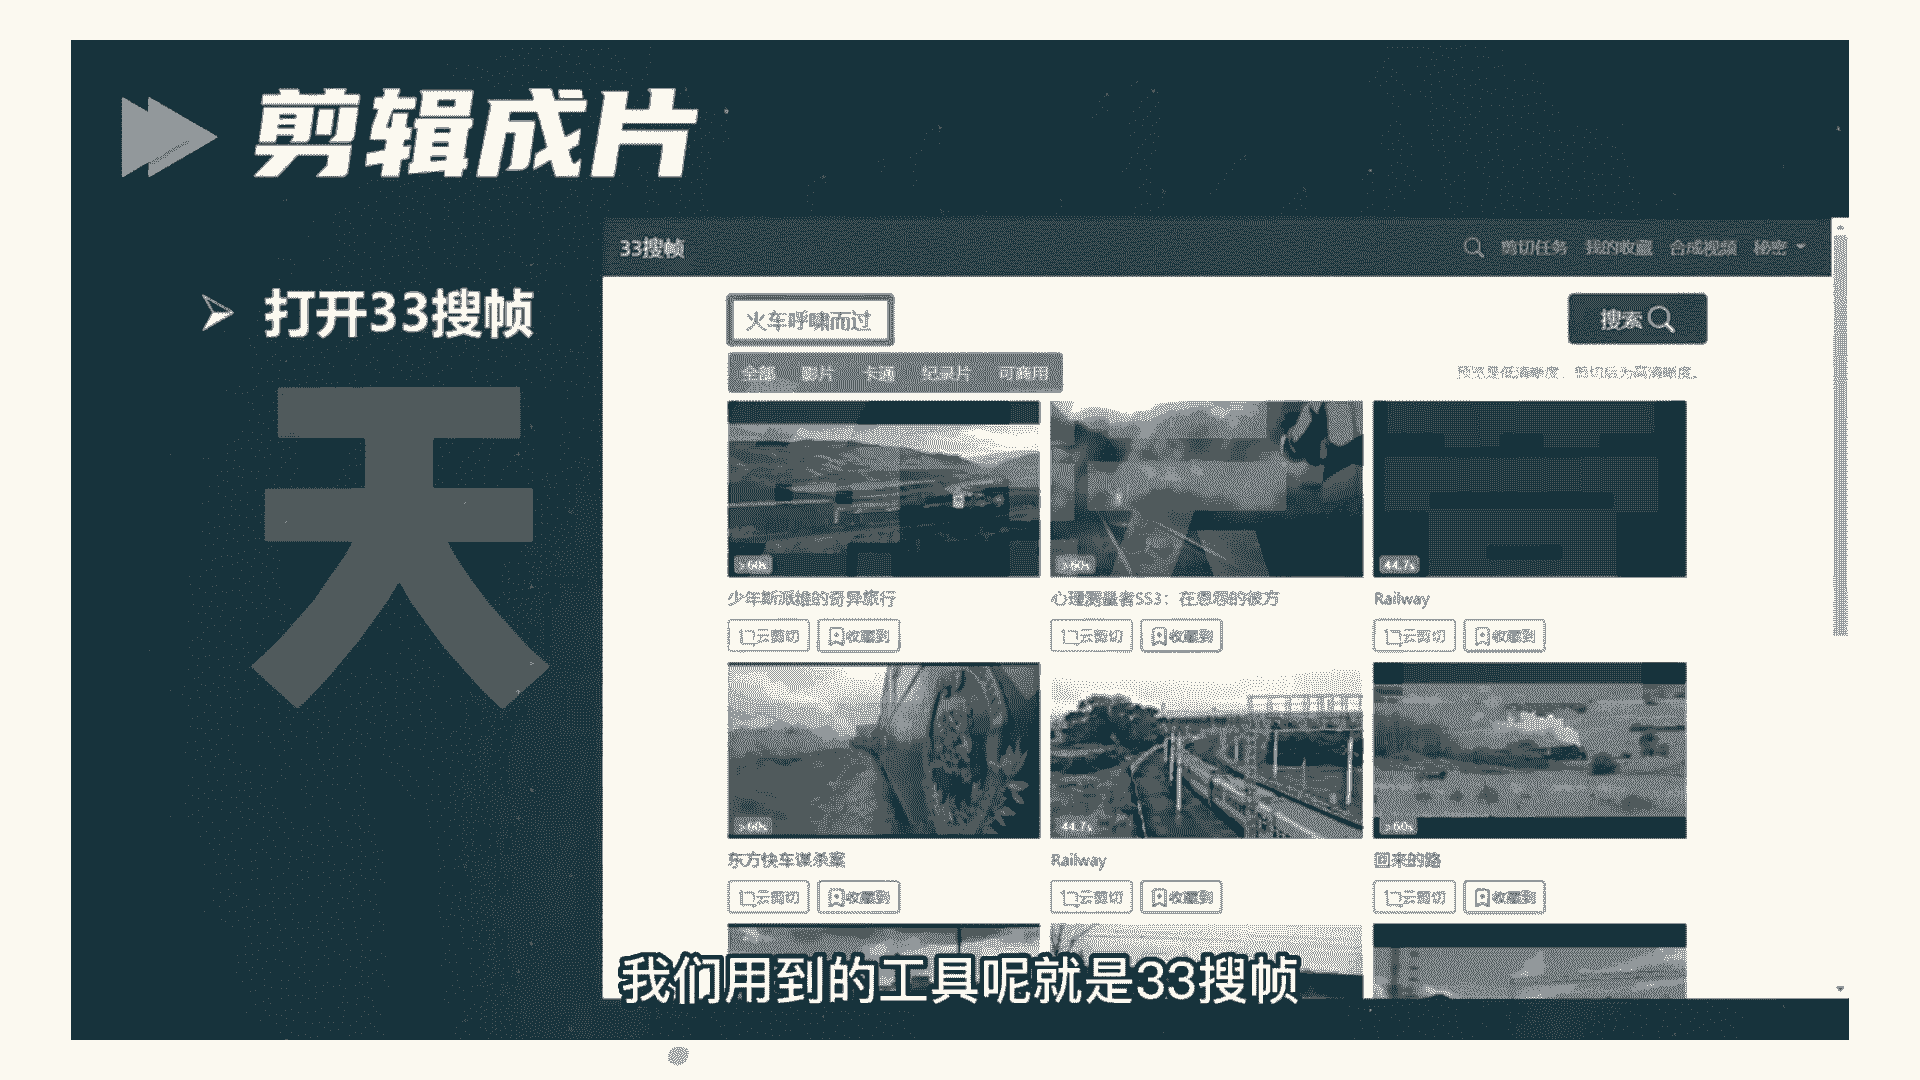 剪辑成片
打开33搜帧
天
33搜帧
剪切任务 我的收藏 合成视频 秘密
火车呼啸而过
搜索
全部 影片 卡通 纪录片 可商用
预览是低清晰度，剪切后为高清晰度。
>60s
>60s
44.7s
少年斯派维的奇异旅行
心理测量者SS3：在恩怨的彼方
Railway
云剪切 收藏到
云剪切 收藏到
云剪切 收藏到
>60s
44.7s
>60s
东方快车谋杀案
Railway
回来的路
云剪切 收藏到
云剪切 收藏到
云剪切 收藏到
我们用到的工具呢就是33搜帧